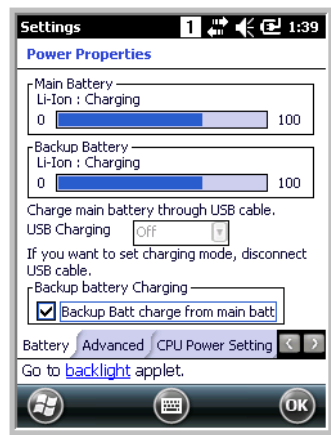 Settings 1 1:39
Power Properties
Main Battery
Li-Ion : Charging
0 100
Backup Battery
Li-Ion : Charging
0 100
Charge main battery through USB cable.
USB Charging Off
If you want to set charging mode, disconnect
USB cable.
Backup battery Charging
Backup Batt charge from main batt
Battery Advanced CPU Power Setting
Go to backlight applet.
OK